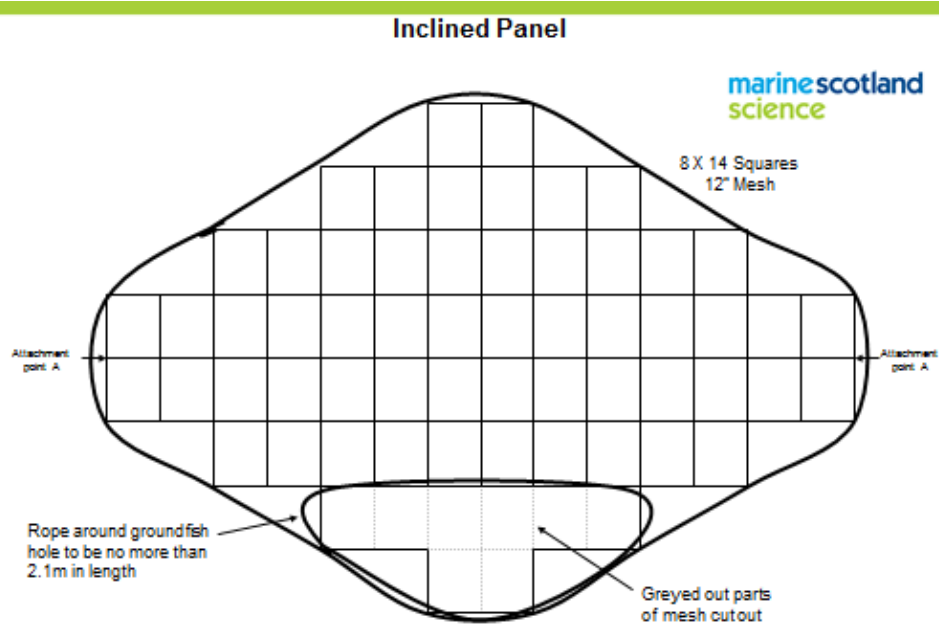 Inclined Panel
marinescotland
science
8 X 14 Squares
12" Mesh
Attachment
point A
Attachment
point A
Rope around groundfish
hole to be no more than
2.1m in length
Greyed out parts
of mesh cut out